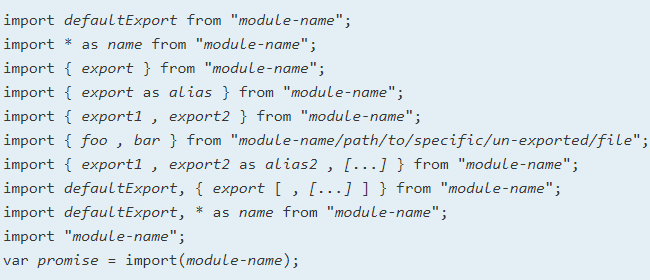 import defaultExport from "module-name";
import * as name from "module-name";
import { export } from "module-name";
import { export as alias } from "module-name";
import { export1 , export2 } from "module-name";
import { foo , bar } from "module-name/path/to/specific/un-exported/file";
import { export1 , export2 as alias2 , [...] } from "module-name";
import defaultExport, { export [ , [...] ] } from "module-name";
import defaultExport, * as name from "module-name";
import "module-name";
var promise = import(module-name);